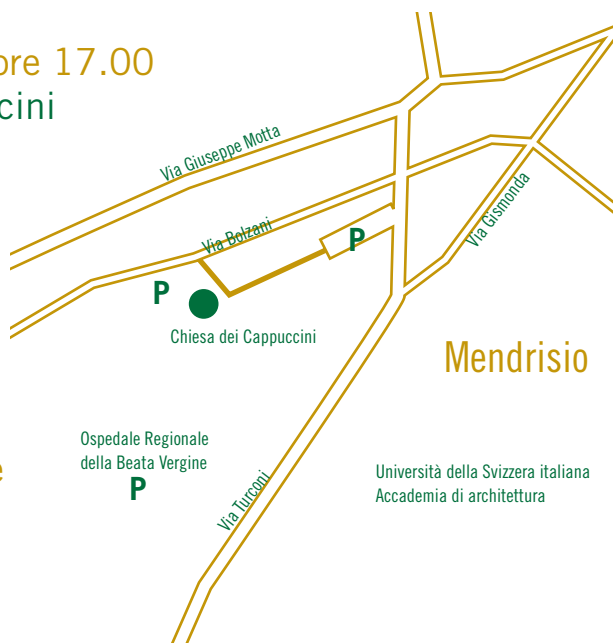 ore 17.00
cini
Via Giuseppe Motta
Via Bolzani
Via Gismonda
P
P
Chiesa dei Cappuccini
Mendrisio
Ospedale Regionale
della Beata Vergine
P
e
Via Turconi
Università della Svizzera italiana
Accademia di architettura